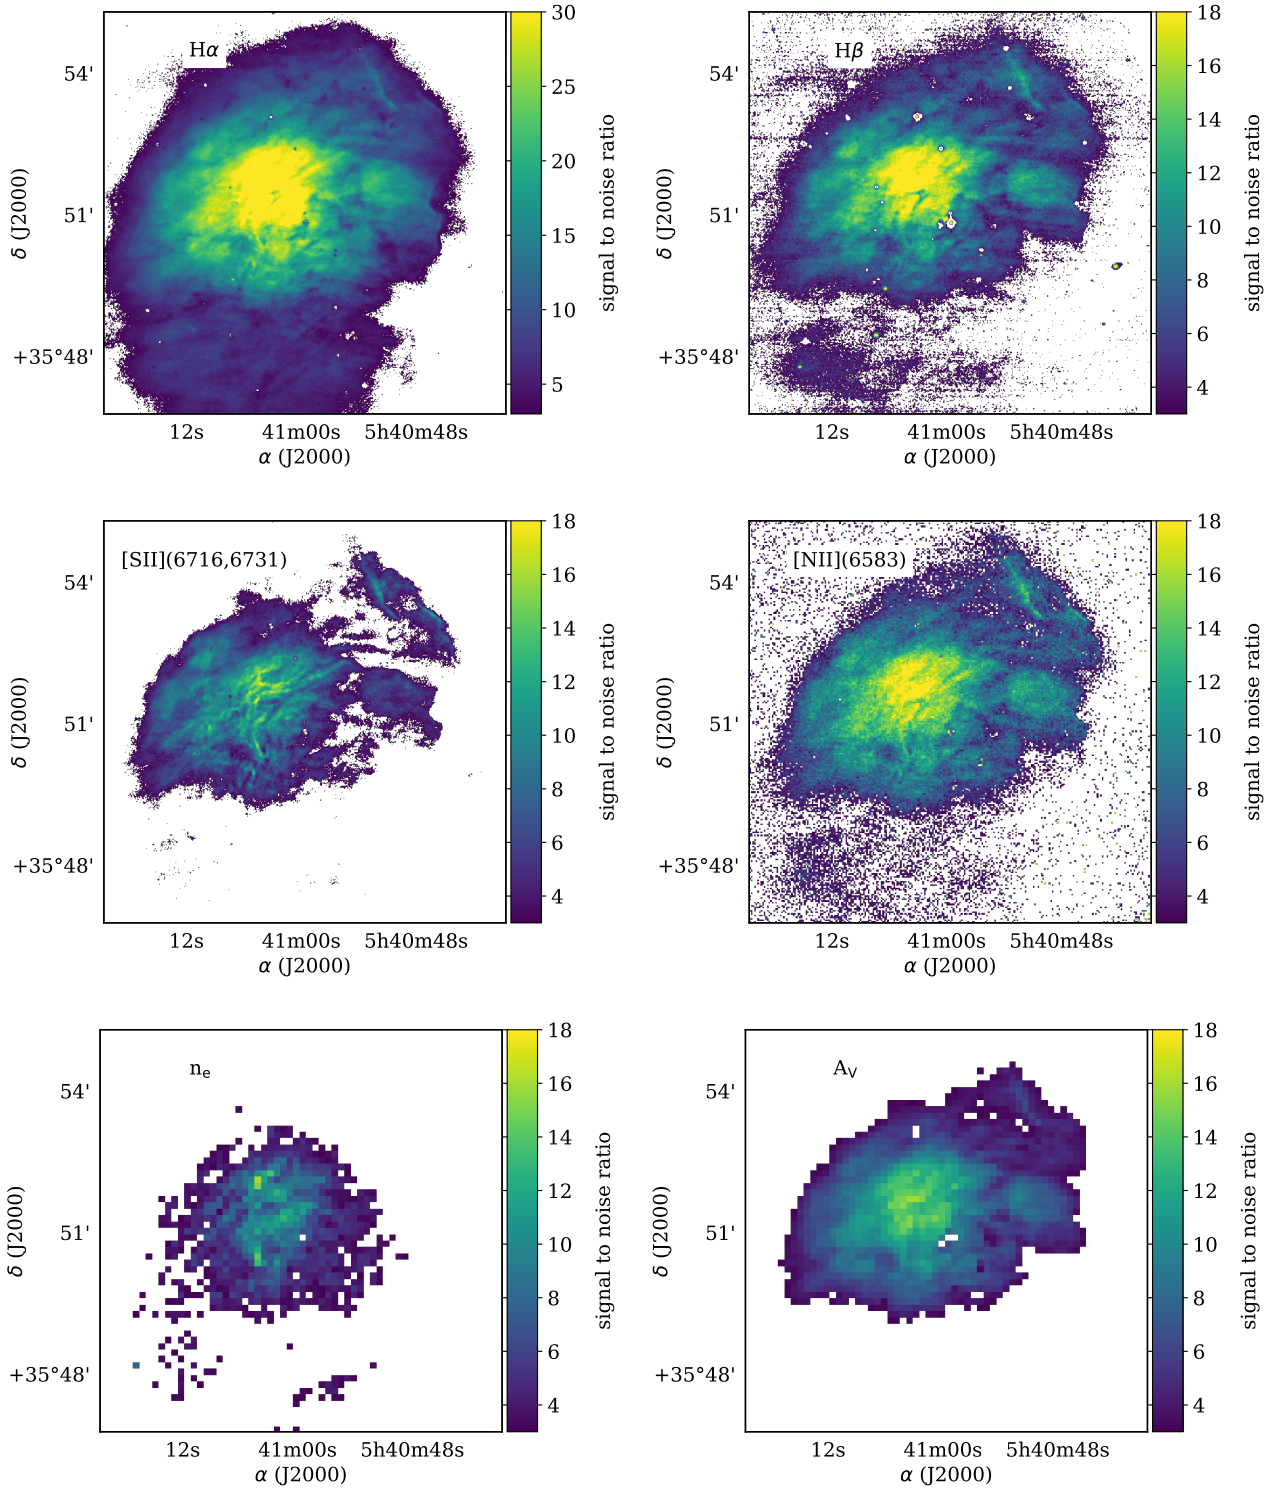 Hα
54'
51'
+35°48'
δ (J2000)
12s 41m00s 5h40m48s
α (J2000)
30
25
20
15
10
5
signal to noise ratio
Hβ
54'
51'
+35°48'
δ (J2000)
12s 41m00s 5h40m48s
α (J2000)
18
16
14
12
10
8
6
4
signal to noise ratio
[SII](6716,6731)
54'
51'
+35°48'
δ (J2000)
12s 41m00s 5h40m48s
α (J2000)
18
16
14
12
10
8
6
4
signal to noise ratio
[NII](6583)
54'
51'
+35°48'
δ (J2000)
12s 41m00s 5h40m48s
α (J2000)
18
16
14
12
10
8
6
4
signal to noise ratio
nₑ
54'
51'
+35°48'
δ (J2000)
12s 41m00s 5h40m48s
α (J2000)
18
16
14
12
10
8
6
4
signal to noise ratio
A_V
54'
51'
+35°48'
δ (J2000)
12s 41m00s 5h40m48s
α (J2000)
18
16
14
12
10
8
6
4
signal to noise ratio